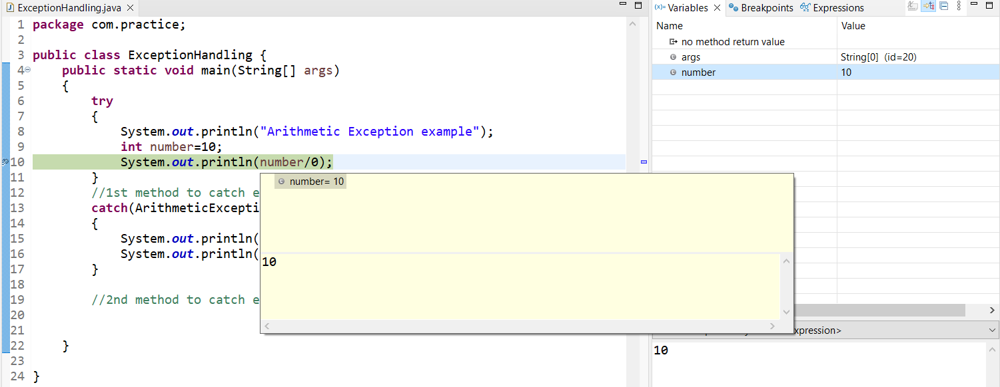 ExceptionHandling.java
1 package com.practice;
2
3 public class ExceptionHandling {
4 public static void main(String[] args)
5 {
6 try
7 {
8 System.out.println("Arithmetic Exception example");
9 int number=10;
10 System.out.println(number/0);
11 }
12 //1st method to catch e
13 catch(ArithmeticExcepti
14 {
15 System.out.println(
16 System.out.println(
17 }
18
19 //2nd method to catch e
20
21
22 }
23
24 }
number= 10
10
(x)= Variables Breakpoints Expressions
Name Value
no method return value
args String[0] (id=20)
number 10
xpression>
10